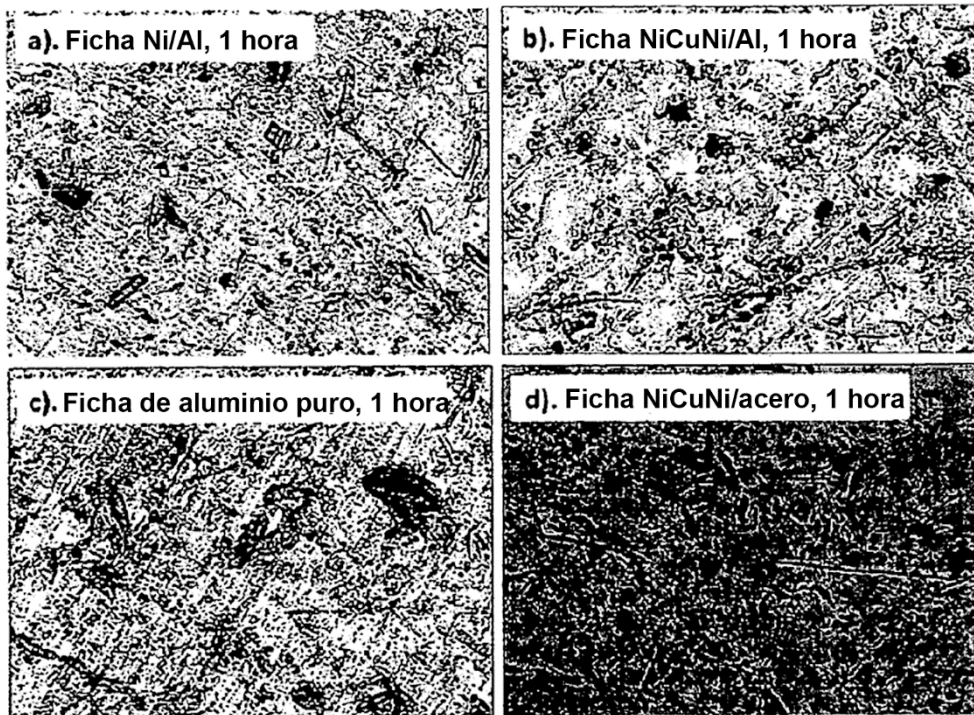 a). Ficha Ni/Al, 1 hora
b). Ficha NiCuNi/Al, 1 hora
c). Ficha de aluminio puro, 1 hora
d). Ficha NiCuNi/acero, 1 hora